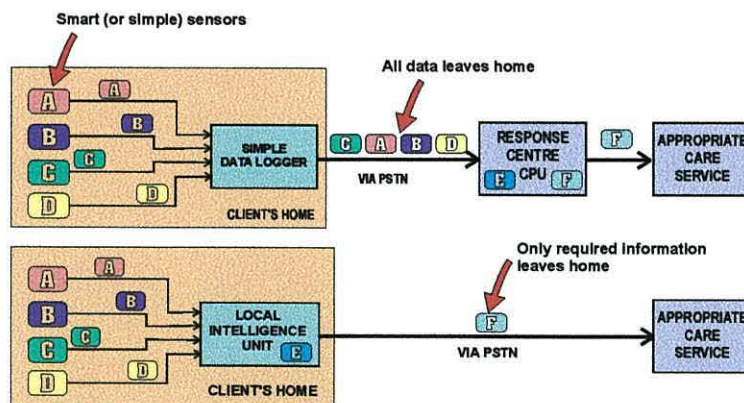 Smart (or simple) sensors
All data leaves home
A
A
B
B
C
C
D
D
SIMPLE
DATA LOGGER
CLIENT'S HOME
C A B D
VIA PSTN
RESPONSE
CENTRE
CPU
E F
F
APPROPRIATE
CARE
SERVICE
Only required information
leaves home
A
A
B
B
C
C
D
D
LOCAL
INTELLIGENCE
UNIT
E
CLIENT'S HOME
F
VIA PSTN
APPROPRIATE
CARE
SERVICE